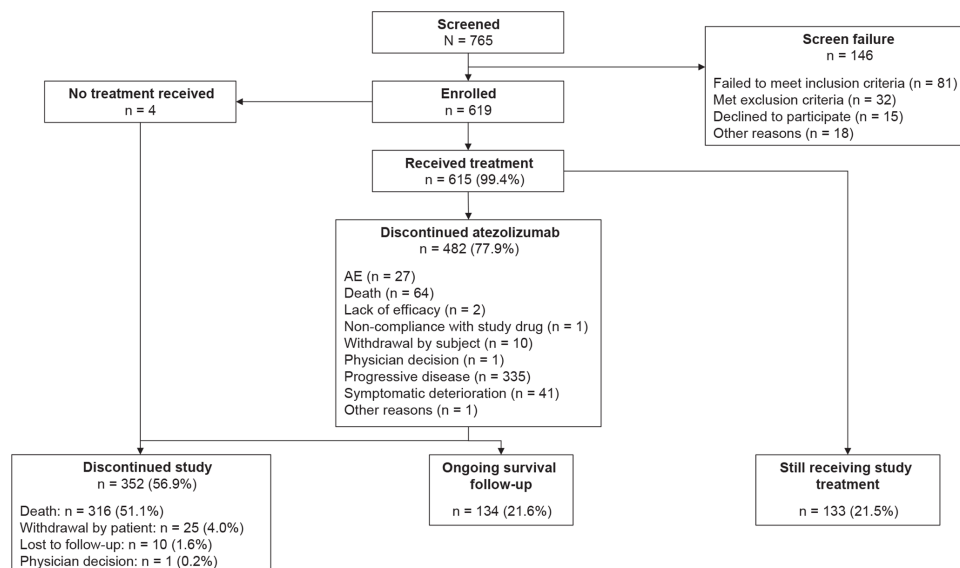 Screened
N = 765
Screen failure
n = 146
Failed to meet inclusion criteria (n = 81)
Met exclusion criteria (n = 32)
Declined to participate (n = 15)
Other reasons (n = 18)
No treatment received
n = 4
Enrolled
n = 619
Received treatment
n = 615 (99.4%)
Discontinued atezolizumab
n = 482 (77.9%)
AE (n = 27)
Death (n = 64)
Lack of efficacy (n = 2)
Non-compliance with study drug (n = 1)
Withdrawal by subject (n = 10)
Physician decision (n = 1)
Progressive disease (n = 335)
Symptomatic deterioration (n = 41)
Other reasons (n = 1)
Discontinued study
n = 352 (56.9%)
Death: n = 316 (51.1%)
Withdrawal by patient: n = 25 (4.0%)
Lost to follow-up: n = 10 (1.6%)
Physician decision: n = 1 (0.2%)
Ongoing survival
follow-up
n = 134 (21.6%)
Still receiving study
treatment
n = 133 (21.5%)